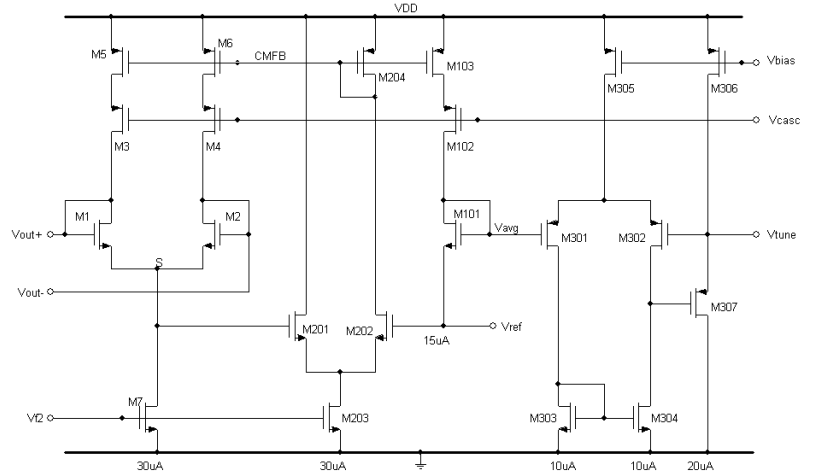 VDD
M5
M6
CMFB
M204
M103
M305
M306
Vbias
M3
M4
M102
Vcasc
M1
M2
M101
Vout+
Vavg
M301
M302
Vtune
S
Vout-
M307
M201
M202
15uA
Vref
M7
Vf2
M203
M303
M304
30uA
30uA
10uA
10uA
20uA